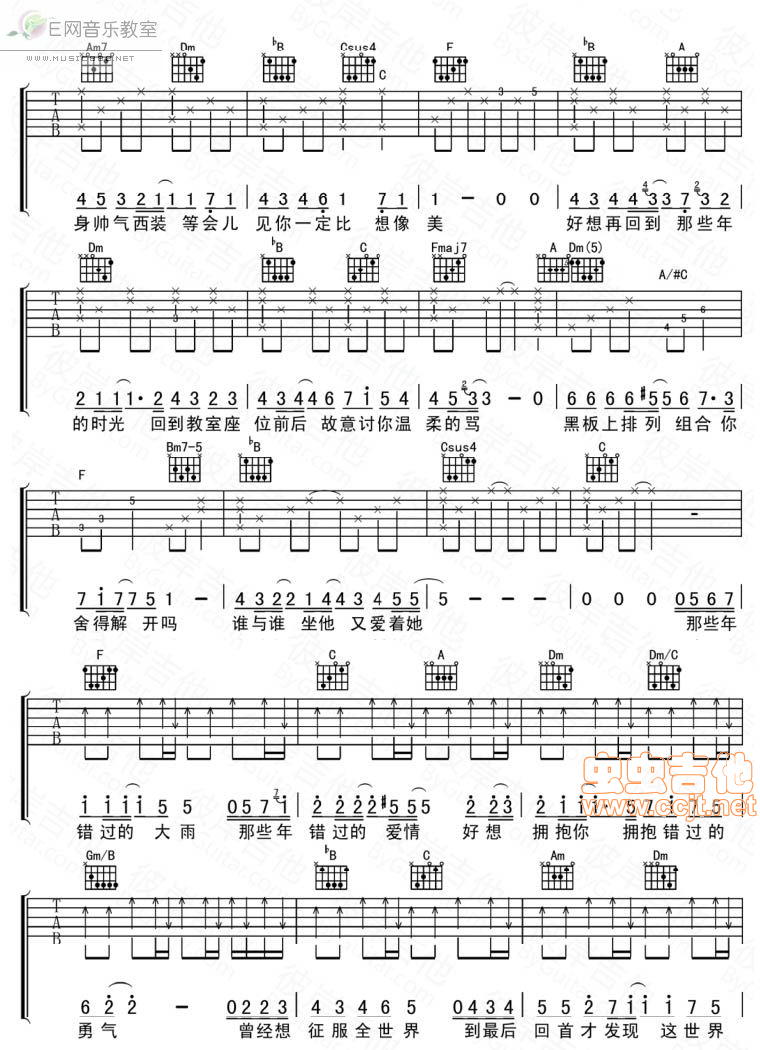 E网音乐教室
Am7 Dm ♭B Csus4 C F ♭B A
T A B
3 5
4 5 3 2 1 1 1 7 1 4 3 4 6 1 7 1 1 - 0 0 4 3 4 4 3 3 7 3 2
身帅气西装 等会儿 见你一定比 想像 美 好想再回到 那些年
Dm ♭B C Fmaj7 A Dm(5) A/#C
T A B
3 4 5 6
2 1 1 1· 2 4 3 2 3 4 3 4 4 6 7 i 5 4 4 5 3 3 - 0 6 6 6 6 #5 5 6 7· 3
的时光 回到教室座 位前后 故意讨你温 柔的骂 黑板上排列 组合你
F Bm7-5 ♭B Csus4 C
T A B
3 3 5 -
7 i 7 7 5 1 - 4 3 2 2 1 4 4 3 4 5 5 5 - - - 0 0 0 0 5 6 7
舍得解 开吗 谁与谁 坐他 又爱着她 那些年
F C A Dm Dm/C
T A B
i i i i i 5 5 0 5 7 i 2 2 2 2 #5 5 5 2 2 3
错过的 大雨 那些年 错过的 爱情 好想 拥抱你 拥抱错过的
虫虫吉他
www.ccjt.net
Gm/B ♭B C Am Dm
T A B
6 2 2 - 0 2 2 3 4 3 4 3 5 0 4 3 4 5 5 2 7 i i 1 7 5
勇气 曾经想 征服全世界 到最后 回首才发现 这世界